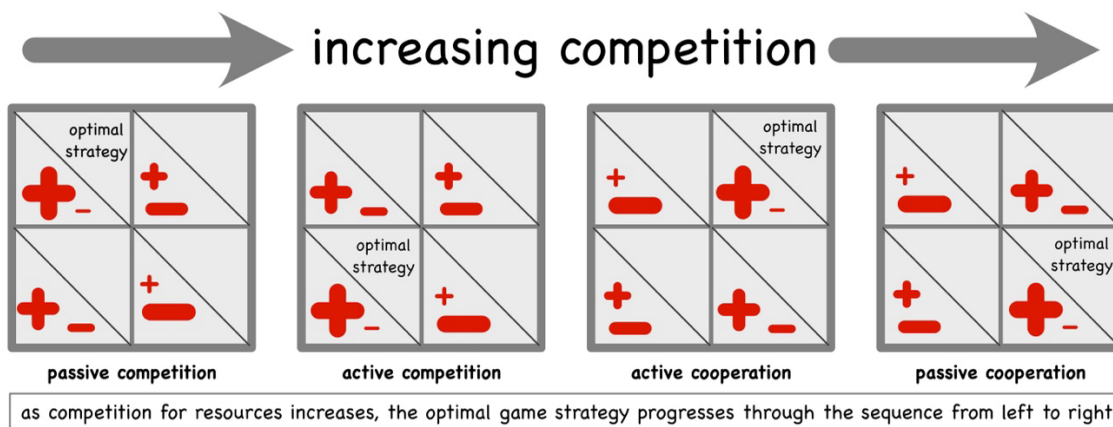 increasing competition
optimal
strategy
optimal
strategy
optimal
strategy
optimal
strategy
passive competition
active competition
active cooperation
passive cooperation
as competition for resources increases, the optimal game strategy progresses through the sequence from left to right